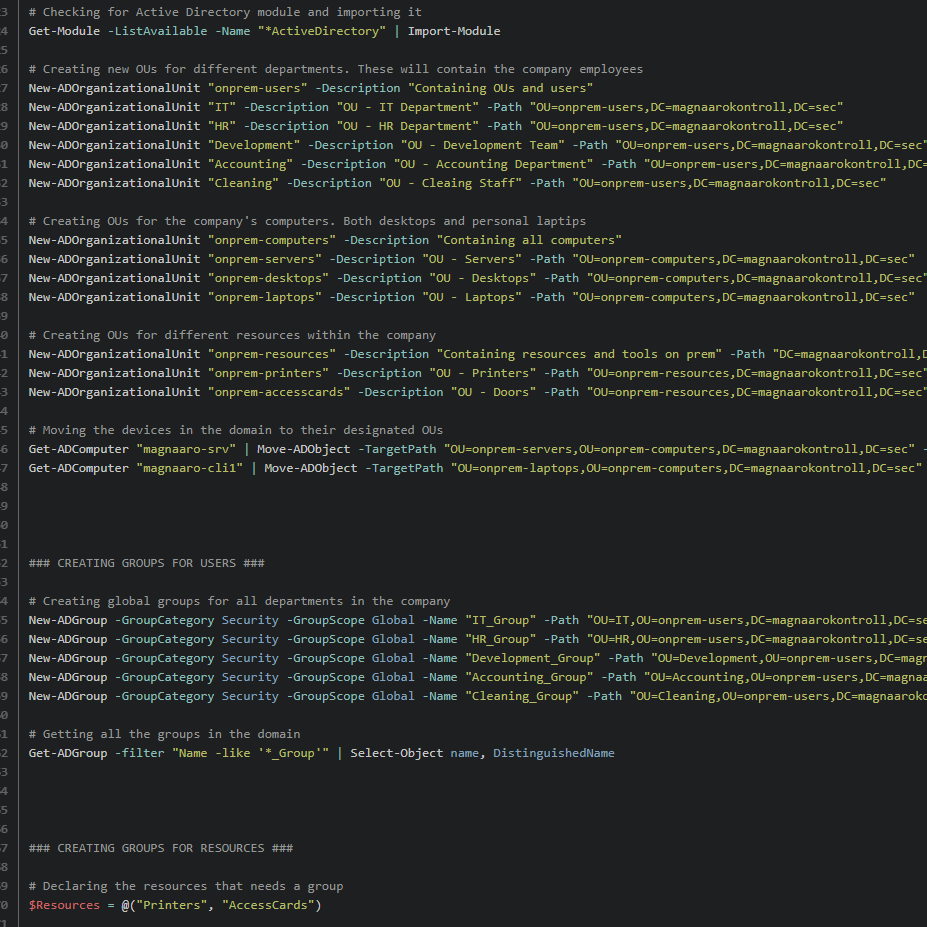 3 # Checking for Active Directory module and importing it
4 Get-Module -ListAvailable -Name "*ActiveDirectory" | Import-Module
5
6 # Creating new OUs for different departments. These will contain the company employees
7 New-ADOrganizationalUnit "onprem-users" -Description "Containing OUs and users"
8 New-ADOrganizationalUnit "IT" -Description "OU - IT Department" -Path "OU=onprem-users,DC=magnaarokontroll,DC=sec"
9 New-ADOrganizationalUnit "HR" -Description "OU - HR Department" -Path "OU=onprem-users,DC=magnaarokontroll,DC=sec"
0 New-ADOrganizationalUnit "Development" -Description "OU - Development Team" -Path "OU=onprem-users,DC=magnaarokontroll,DC=sec"
1 New-ADOrganizationalUnit "Accounting" -Description "OU - Accounting Department" -Path "OU=onprem-users,DC=magnaarokontroll,DC=
2 New-ADOrganizationalUnit "Cleaning" -Description "OU - Cleaing Staff" -Path "OU=onprem-users,DC=magnaarokontroll,DC=sec"
3
4 # Creating OUs for the company's computers. Both desktops and personal laptips
5 New-ADOrganizationalUnit "onprem-computers" -Description "Containing all computers"
6 New-ADOrganizationalUnit "onprem-servers" -Description "OU - Servers" -Path "OU=onprem-computers,DC=magnaarokontroll,DC=sec"
7 New-ADOrganizationalUnit "onprem-desktops" -Description "OU - Desktops" -Path "OU=onprem-computers,DC=magnaarokontroll,DC=sec"
8 New-ADOrganizationalUnit "onprem-laptops" -Description "OU - Laptops" -Path "OU=onprem-computers,DC=magnaarokontroll,DC=sec"
9
0 # Creating OUs for different resources within the company
1 New-ADOrganizationalUnit "onprem-resources" -Description "Containing resources and tools on prem" -Path "DC=magnaarokontroll,D
2 New-ADOrganizationalUnit "onprem-printers" -Description "OU - Printers" -Path "OU=onprem-resources,DC=magnaarokontroll,DC=sec"
3 New-ADOrganizationalUnit "onprem-accesscards" -Description "OU - Doors" -Path "OU=onprem-resources,DC=magnaarokontroll,DC=sec"
4
5 # Moving the devices in the domain to their designated OUs
6 Get-ADComputer "magnaaro-srv" | Move-ADObject -TargetPath "OU=onprem-servers,OU=onprem-computers,DC=magnaarokontroll,DC=sec" -
7 Get-ADComputer "magnaaro-cli1" | Move-ADObject -TargetPath "OU=onprem-laptops,OU=onprem-computers,DC=magnaarokontroll,DC=sec"
8
9
0
1
2 ### CREATING GROUPS FOR USERS ###
3
4 # Creating global groups for all departments in the company
5 New-ADGroup -GroupCategory Security -GroupScope Global -Name "IT_Group" -Path "OU=IT,OU=onprem-users,DC=magnaarokontroll,DC=se
6 New-ADGroup -GroupCategory Security -GroupScope Global -Name "HR_Group" -Path "OU=HR,OU=onprem-users,DC=magnaarokontroll,DC=se
7 New-ADGroup -GroupCategory Security -GroupScope Global -Name "Development_Group" -Path "OU=Development,OU=onprem-users,DC=magn
8 New-ADGroup -GroupCategory Security -GroupScope Global -Name "Accounting_Group" -Path "OU=Accounting,OU=onprem-users,DC=magnaa
9 New-ADGroup -GroupCategory Security -GroupScope Global -Name "Cleaning_Group" -Path "OU=Cleaning,OU=onprem-users,DC=magnaaroko
0
1 # Getting all the groups in the domain
2 Get-ADGroup -filter "Name -like '*_Group'" | Select-Object name, DistinguishedName
3
4
5
6
7 ### CREATING GROUPS FOR RESOURCES ###
8
9 # Declaring the resources that needs a group
0 $Resources = @("Printers", "AccessCards")
1